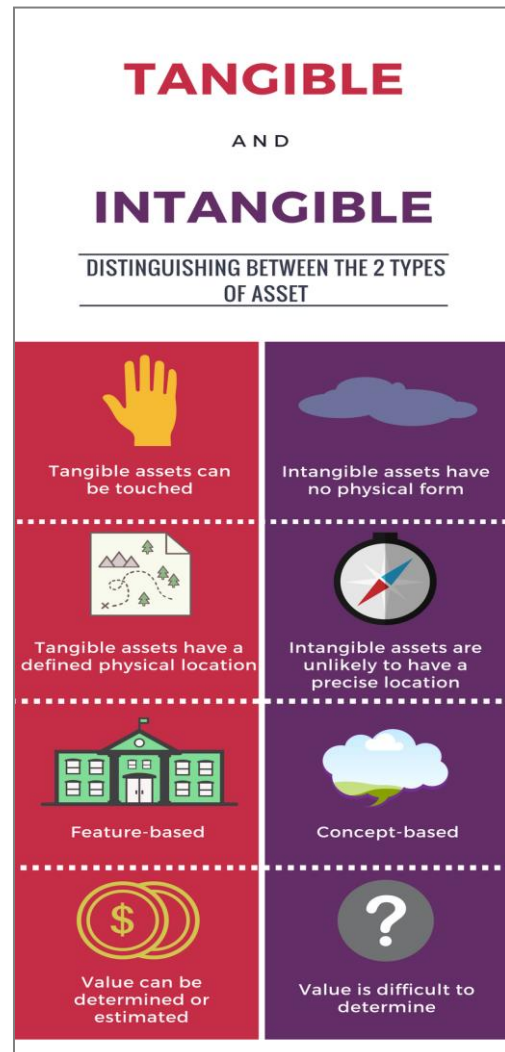 TANGIBLE
AND
INTANGIBLE
DISTINGUISHING BETWEEN THE 2 TYPES
OF ASSET
Tangible assets can
be touched
Intangible assets have
no physical form
Tangible assets have a
defined physical location
Intangible assets are
unlikely to have a
precise location
Feature-based
Concept-based
$
Value can be
determined or
estimated
?
Value is difficult to
determine